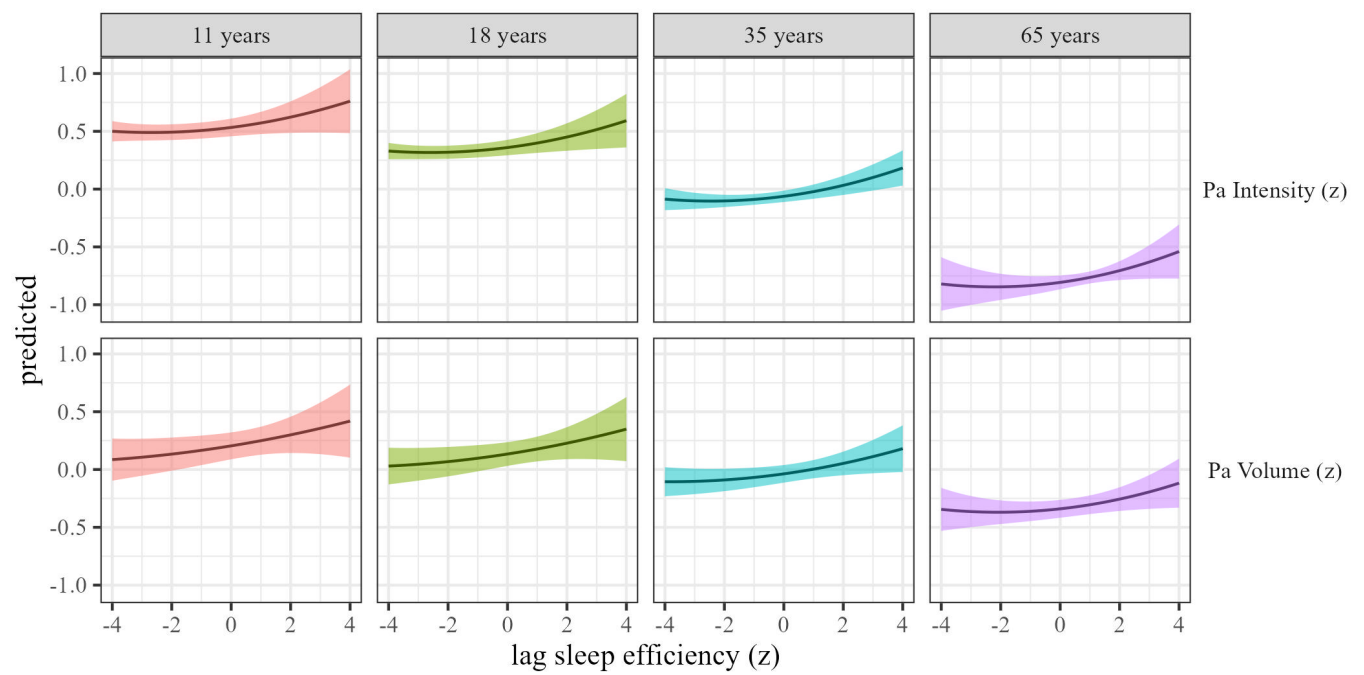 11 years 18 years 35 years 65 years
1.0
0.5
0.0
-0.5
-1.0
Pa Intensity (z)
predicted
1.0
0.5
0.0
-0.5
-1.0
Pa Volume (z)
-4 -2 0 2 4 -4 -2 0 2 4 -4 -2 0 2 4 -4 -2 0 2 4
lag sleep efficiency (z)